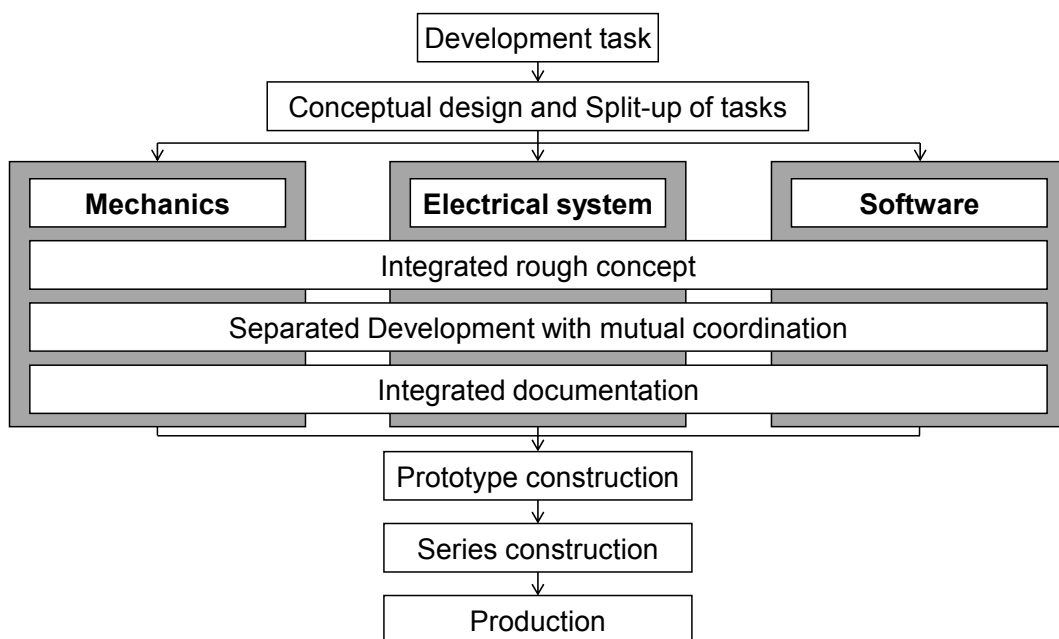 Development task
Conceptual design and Split-up of tasks
Mechanics
Electrical system
Software
Integrated rough concept
Separated Development with mutual coordination
Integrated documentation
Prototype construction
Series construction
Production